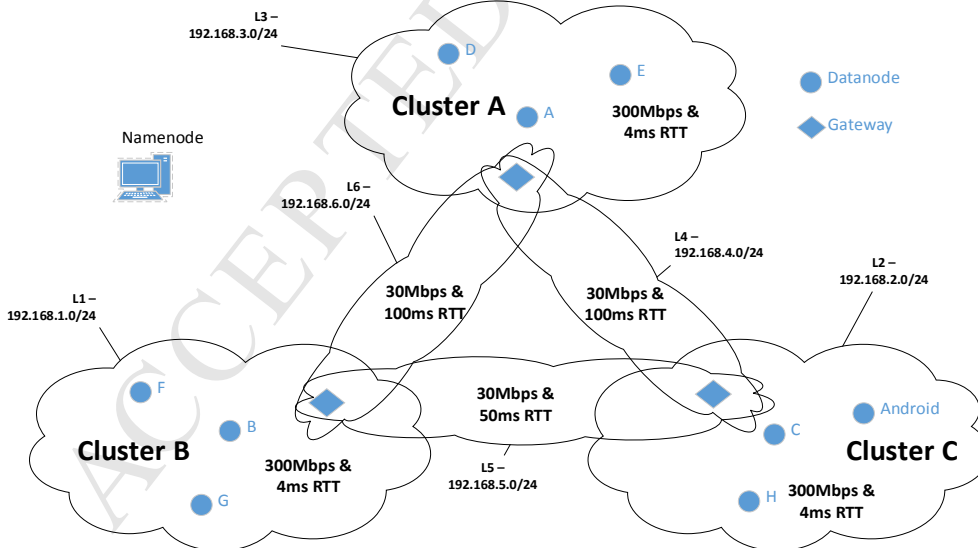 L3 –
192.168.3.0/24
D
E
Datanode
Cluster A
A
300Mbps &
4ms RTT
Gateway
Namenode
L6 –
192.168.6.0/24
L4 –
192.168.4.0/24
L2 –
192.168.2.0/24
L1 –
192.168.1.0/24
30Mbps &
100ms RTT
30Mbps &
100ms RTT
F
B
Cluster B
300Mbps &
4ms RTT
G
30Mbps &
50ms RTT
L5 –
192.168.5.0/24
Android
C
Cluster C
H
300Mbps &
4ms RTT
ACCEPTED